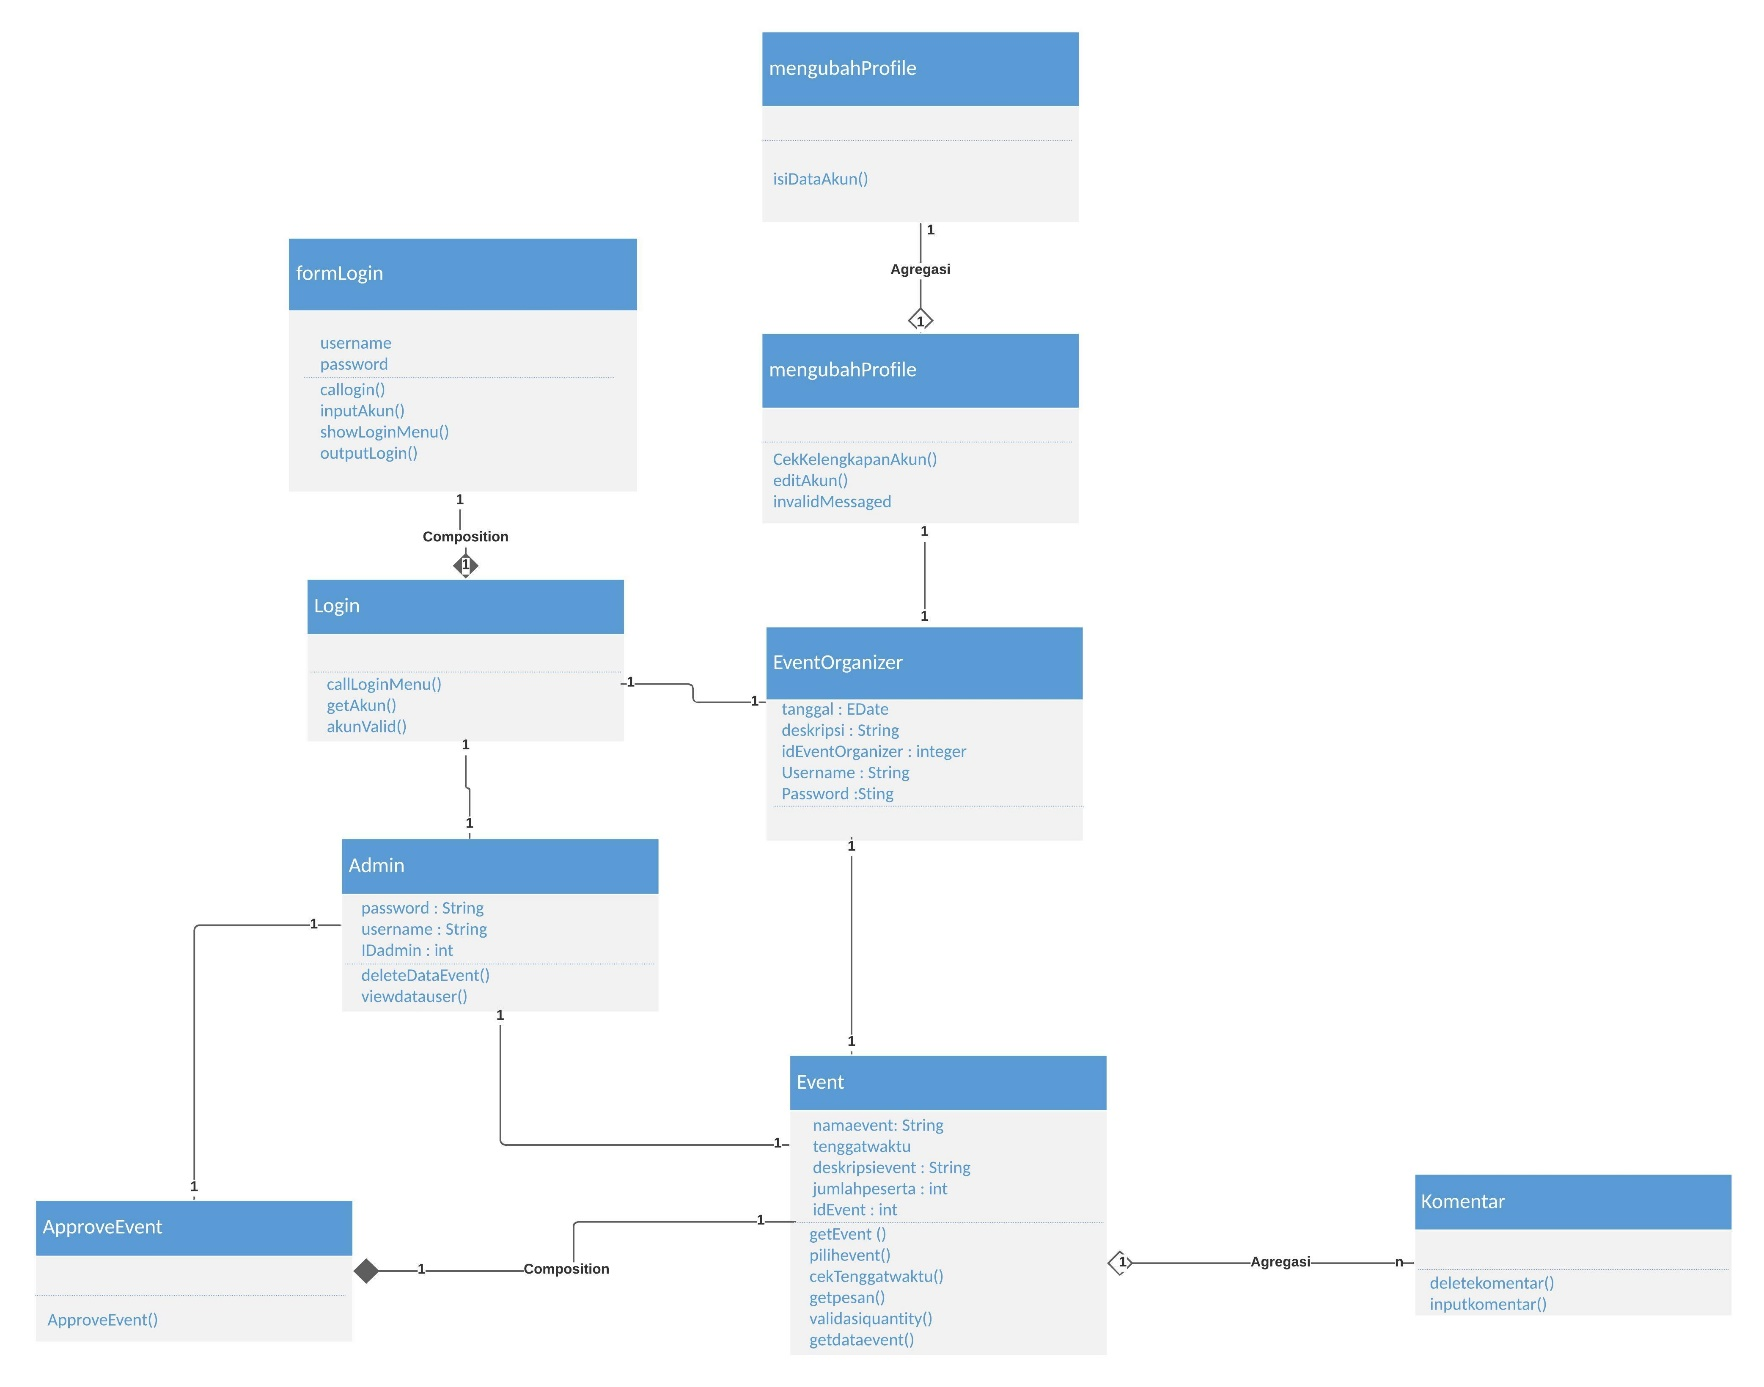 mengubahProfile
isiDataAkun()
1
Agregasi
1
mengubahProfile
CekKelengkapanAkun()
editAkun()
invalidMessaged
1
1
formLogin
username
password
callogin()
inputAkun()
showLoginMenu()
outputLogin()
1
Composition
1
Login
callLoginMenu()
getAkun()
akunValid()
1
1
1
1
EventOrganizer
tanggal : EDate
deskripsi : String
idEventOrganizer : integer
Username : String
Password :Sting
1
1
Admin
password : String
username : String
IDadmin : int
deleteDataEvent()
viewdatauser()
1
1
1
1
Event
namaevent: String
tenggatwaktu
deskripsievent : String
jumlahpeserta : int
idEvent : int
getEvent ()
pilihevent()
cekTenggatwaktu()
getpesan()
validasiquantity()
getdataevent()
ApproveEvent
ApproveEvent()
1
Composition
1
1
Agregasi
n
Komentar
deletekomentar()
inputkomentar()